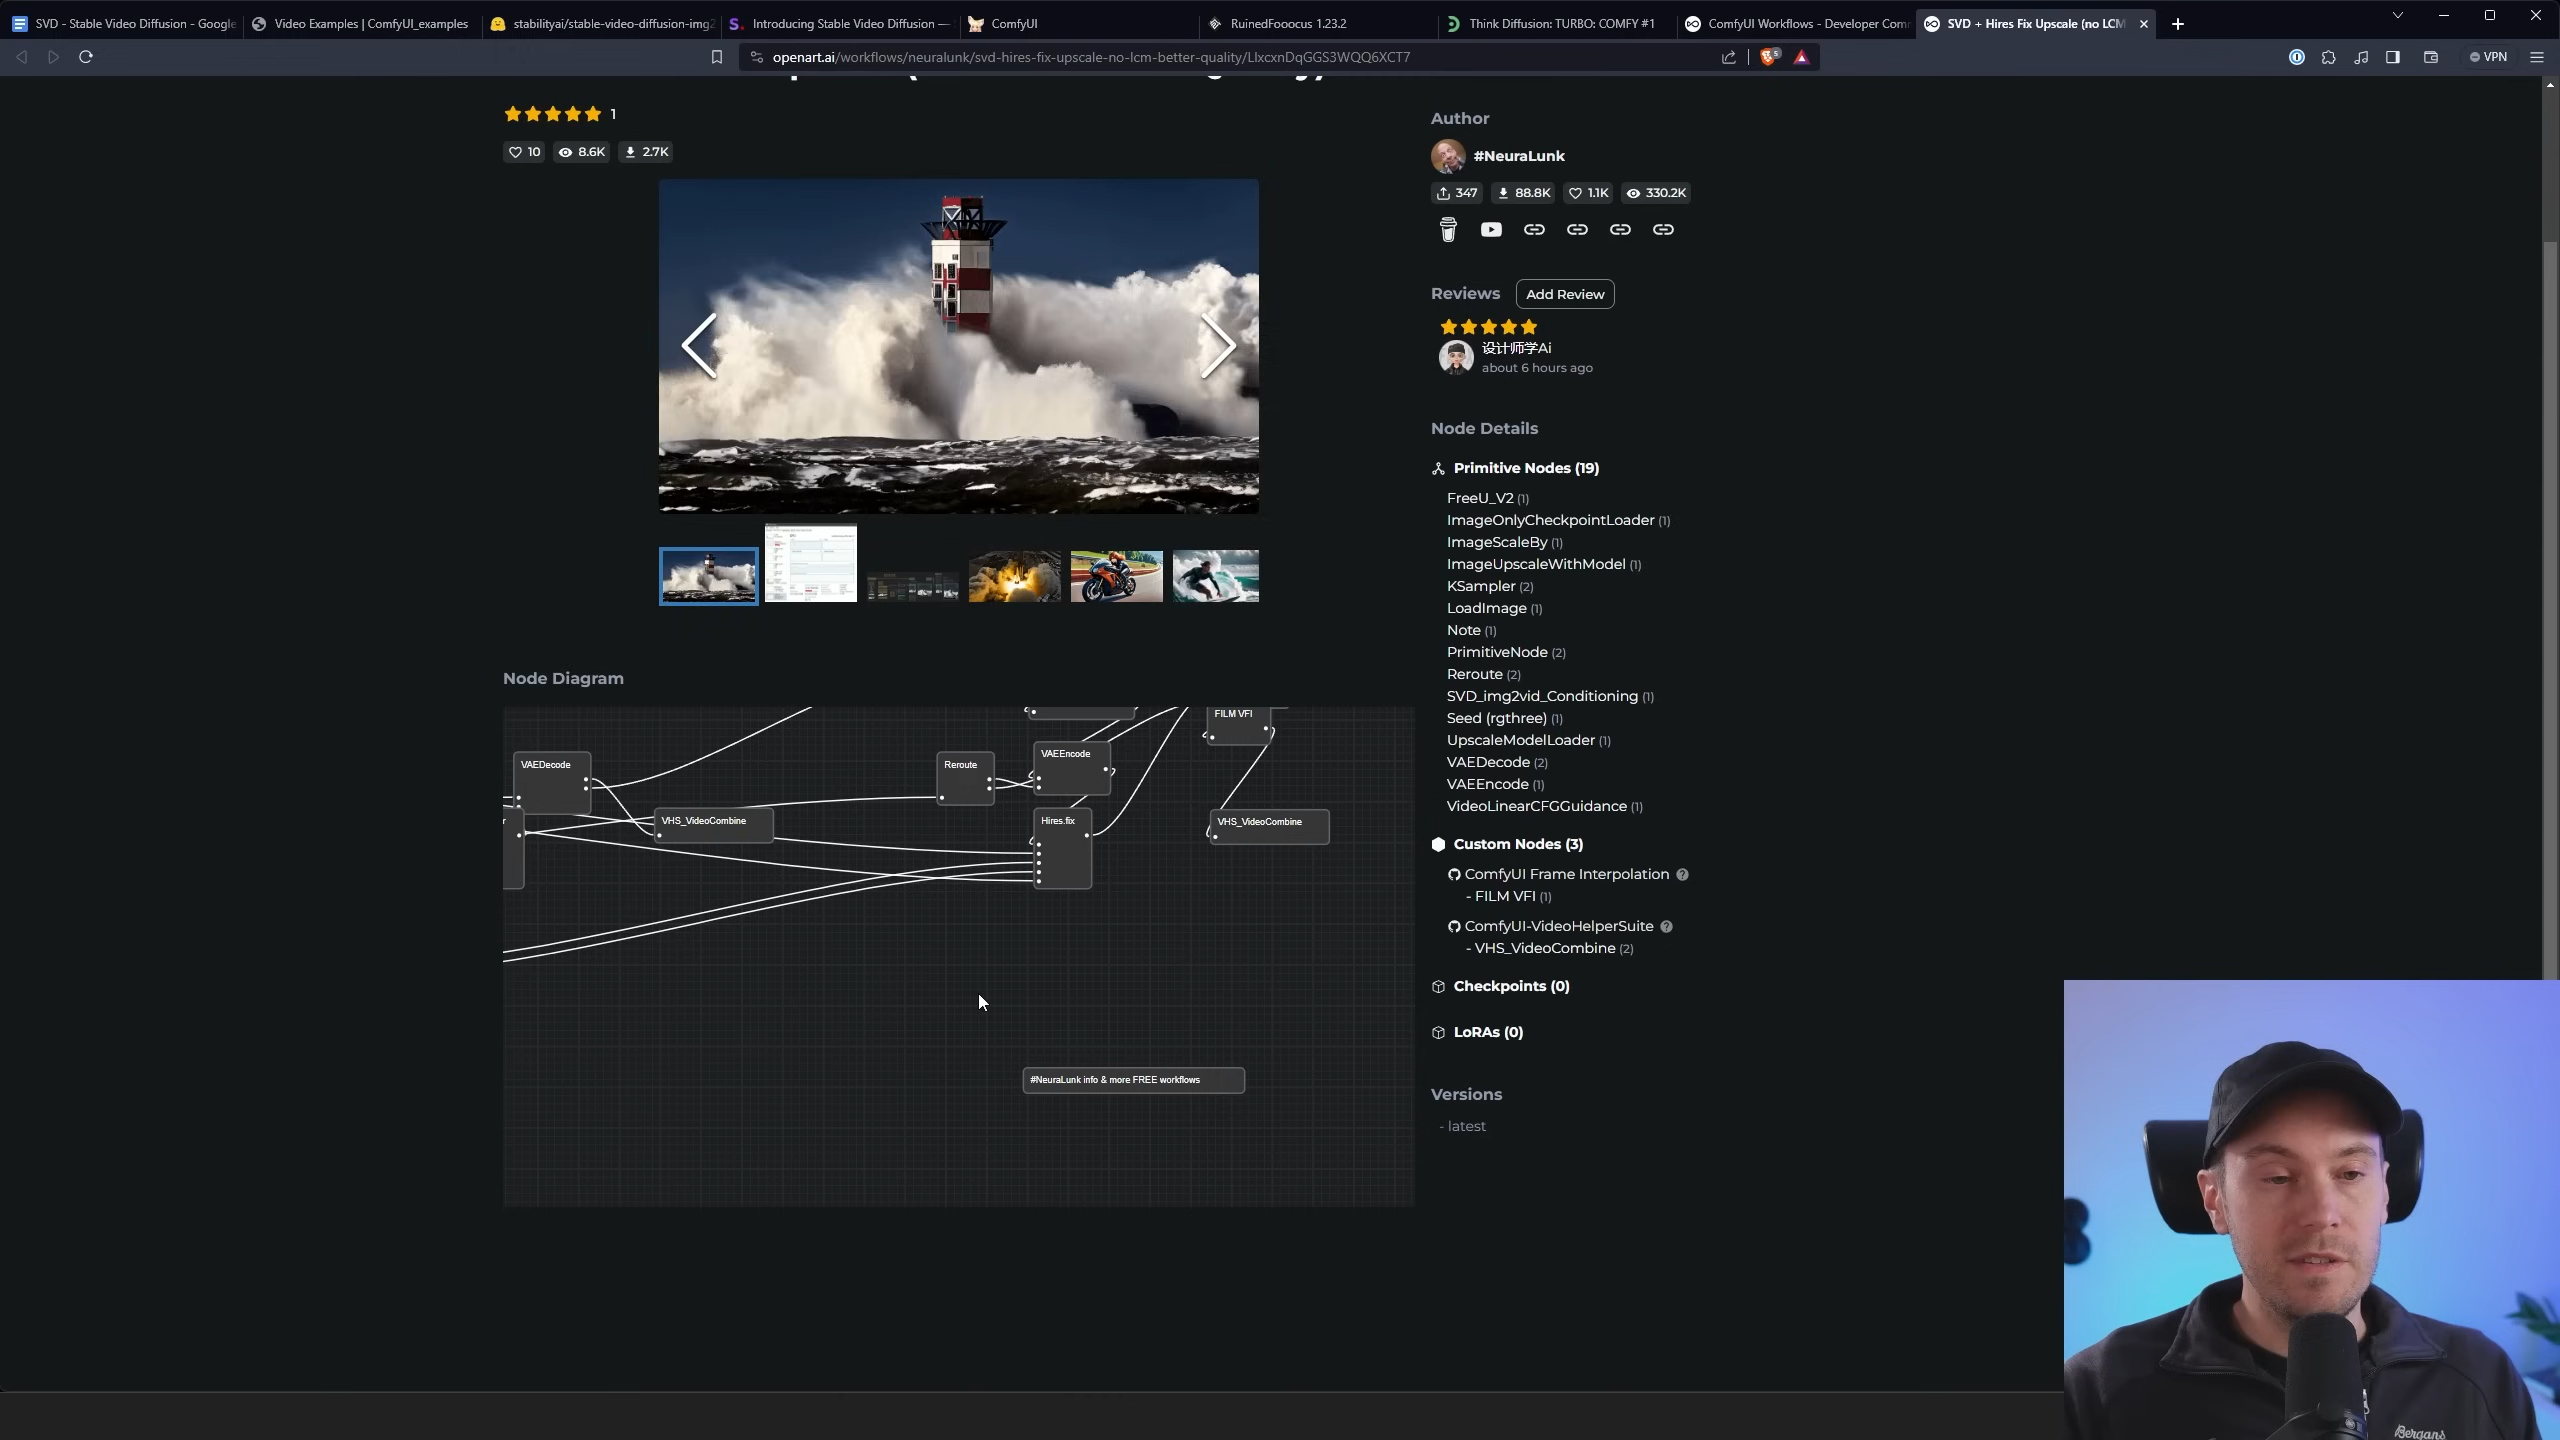 SVD - Stable Video Diffusion - Google
Video Examples | ComfyUI_examples
stabilityai/stable-video-diffusion-img2
Introducing Stable Video Diffusion —
ComfyUI
RuinedFooocus 1.23.2
Think Diffusion: TURBO: COMFY #1
ComfyUI Workflows - Developer Com
SVD + Hires Fix Upscale (no LCM
openart.ai/workflows/neuralunk/svd-hires-fix-upscale-no-lcm-better-quality/LlxcxnDqGGS3WQQ6XCT7
5
VPN
1
10
8.6K
2.7K
Author
#NeuraLunk
347
88.8K
1.1K
330.2K
Reviews
Add Review
设计师学Ai
about 6 hours ago
Node Details
Primitive Nodes (19)
FreeU_V2 (1)
ImageOnlyCheckpointLoader (1)
ImageScaleBy (1)
ImageUpscaleWithModel (1)
KSampler (2)
LoadImage (1)
Note (1)
PrimitiveNode (2)
Reroute (2)
SVD_img2vid_Conditioning (1)
Seed (rgthree) (1)
UpscaleModelLoader (1)
VAEDecode (2)
VAEEncode (1)
VideoLinearCFGGuidance (1)
Custom Nodes (3)
ComfyUI Frame Interpolation
- FILM VFI (1)
ComfyUI-VideoHelperSuite
- VHS_VideoCombine (2)
Checkpoints (0)
LoRAs (0)
Versions
- latest
Node Diagram
FILM VFI
VAEDecode
Reroute
VAEEncode
r
VHS_VideoCombine
Hires.fix
VHS_VideoCombine
#NeuraLunk info & more FREE workflows
Bergans